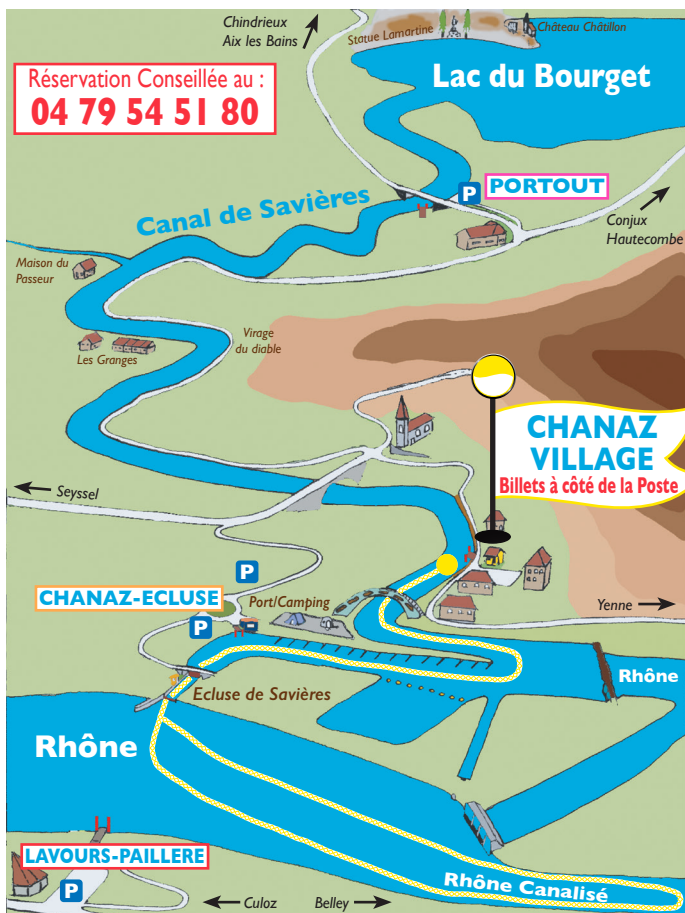 Chindrieux
Aix les Bains
Statue Lamartine
Château Châtillon
Réservation Conseillée au :
04 79 54 51 80
Lac du Bourget
P
PORTOUT
Canal de Savières
Conjux
Hautecombe
Maison du
Passeur
Virage
du diable
Les Granges
CHANAZ
VILLAGE
Billets à côté de la Poste
Seyssel
P
CHANAZ-ECLUSE
Port/Camping
Yenne
P
Ecluse de Savières
Rhône
Rhône
LAVOURS-PAILLERE
P
Rhône Canalisé
Culoz
Belley